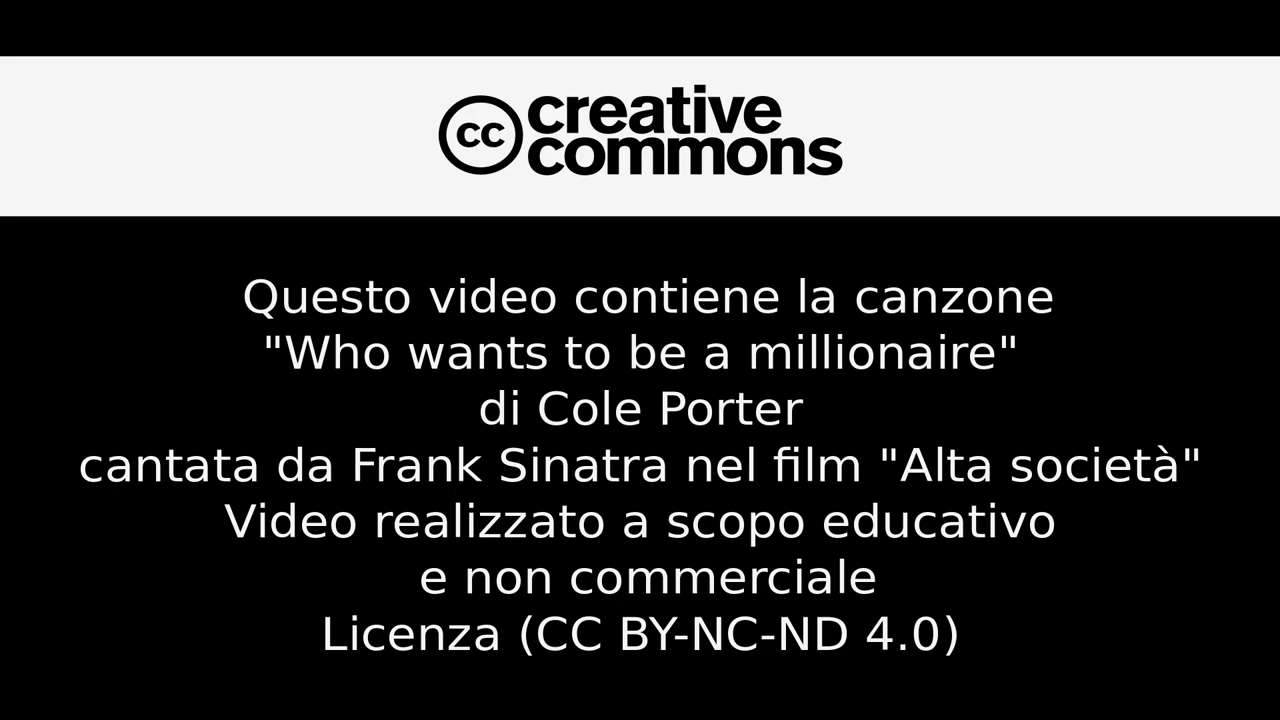 cc creative
commons
Questo video contiene la canzone
"Who wants to be a millionaire"
di Cole Porter
cantata da Frank Sinatra nel film "Alta società"
Video realizzato a scopo educativo
e non commerciale
Licenza (CC BY-NC-ND 4.0)